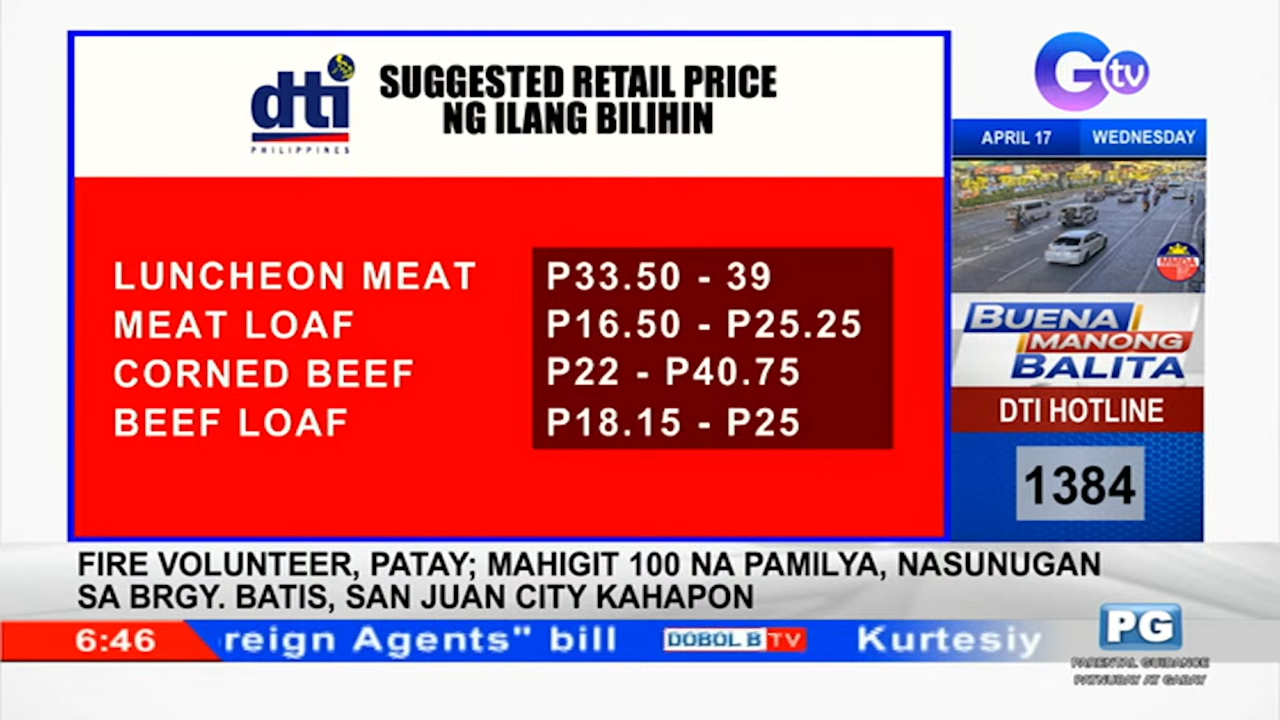 dti
PHILIPPINES
SUGGESTED RETAIL PRICE
NG ILANG BILIHIN
LUNCHEON MEAT P33.50 - 39
MEAT LOAF P16.50 - P25.25
CORNED BEEF P22 - P40.75
BEEF LOAF P18.15 - P25
Gtv
APRIL 17 WEDNESDAY
MMDA
BUENA
MANONG
BALITA
DTI HOTLINE
1384
FIRE VOLUNTEER, PATAY; MAHIGIT 100 NA PAMILYA, NASUNUGAN
SA BRGY. BATIS, SAN JUAN CITY KAHAPON
6:46 reign Agents" bill DOBOL B TV Kurtesiy
PG
PARENTAL GUIDANCE
PATNUBAY AT GABAY